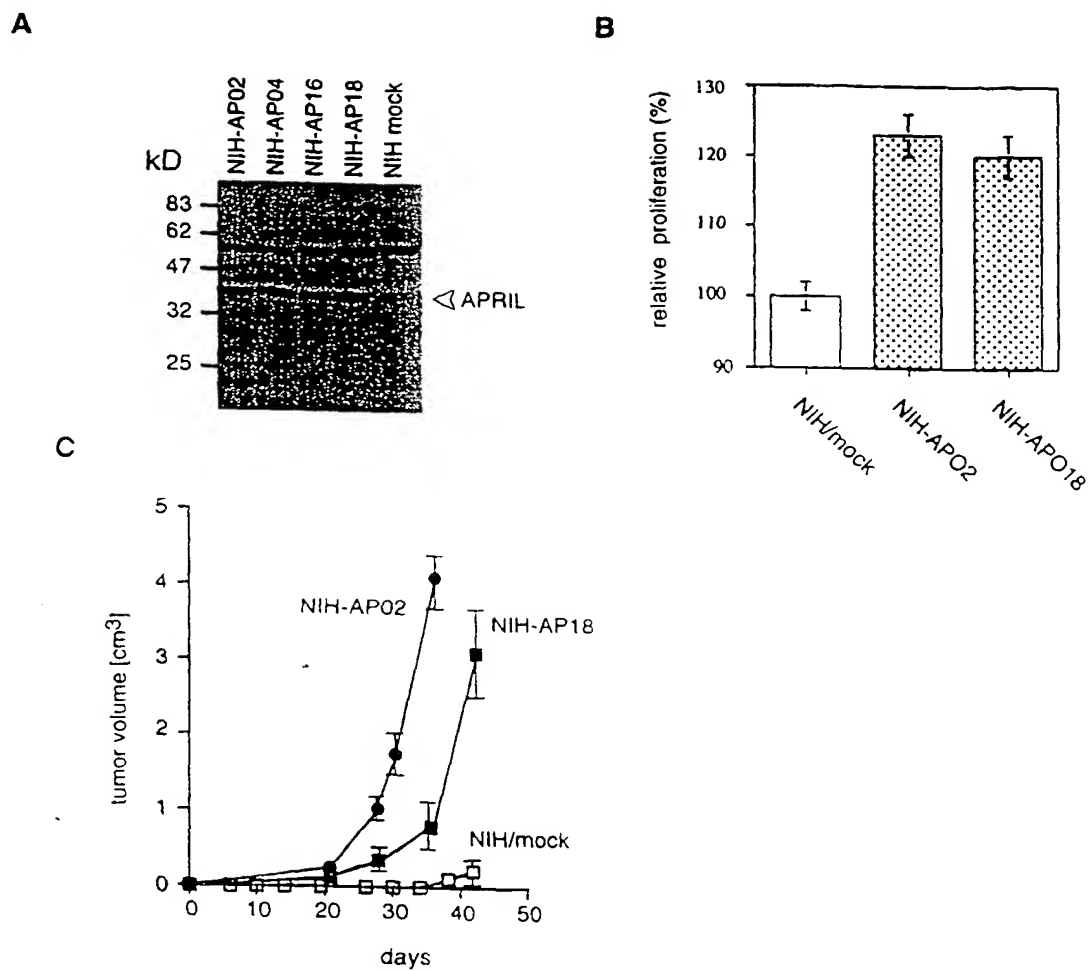 A
NIH-AP02
NIH-AP04
NIH-AP16
NIH-AP18
NIH mock
kD
83
62
47
32
25
APRIL
B
130
120
110
100
90
relative proliferation (%)
NIH/mock
NIH-APO2
NIH-APO18
C
5
4
3
2
1
0
tumor volume [cm³]
NIH-AP02
NIH-AP18
NIH/mock
0 10 20 30 40 50
days